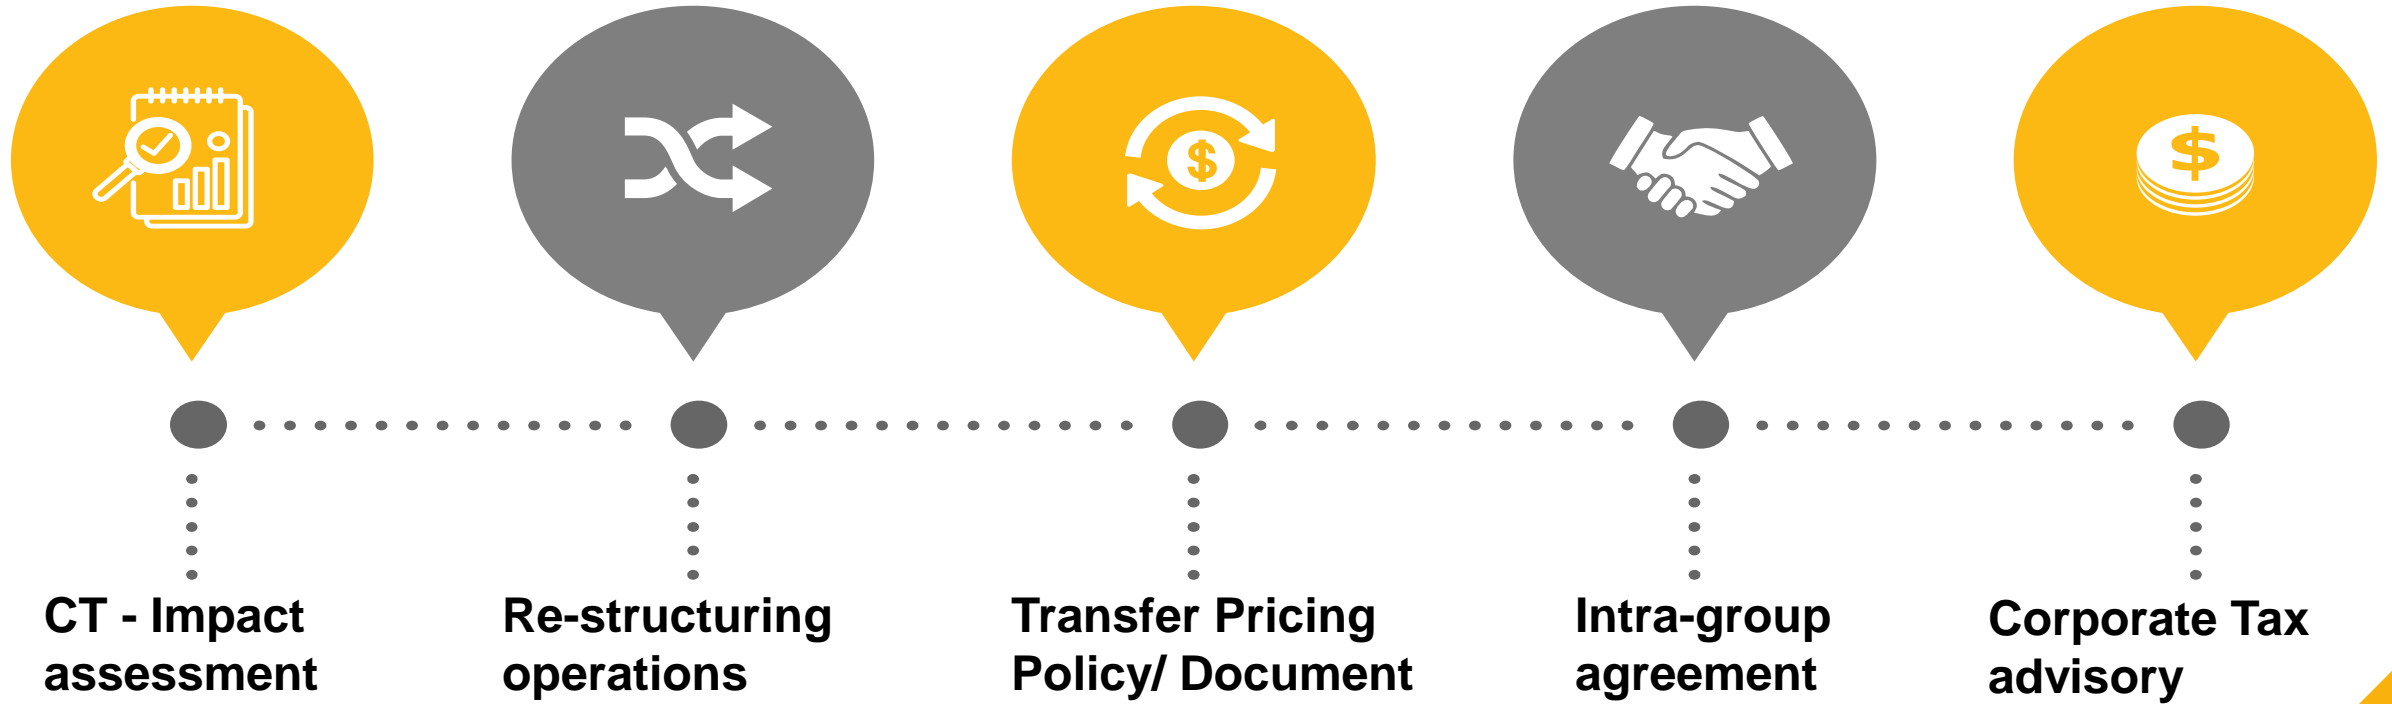 CT - Impact
assessment
Re-structuring
operations
Transfer Pricing
Policy/ Document
Intra-group
agreement
Corporate Tax
advisory